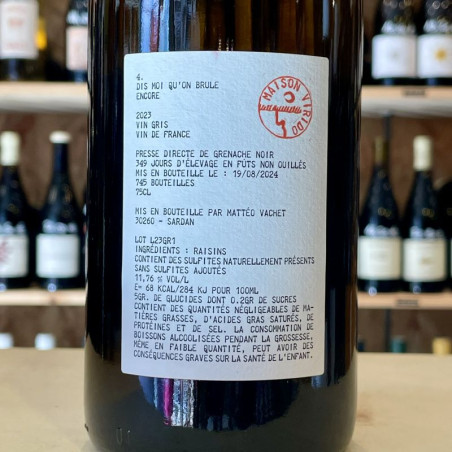 4.
DIS MOI QU'ON BRULE
ENCORE
MAISON VIRIDO
2023
VIN GRIS
VIN DE FRANCE
PRESSE DIRECTE DE GRENACHE NOIR
349 JOURS D'ÉLEVAGE EN FUTS NON OUILLÉS
MIS EN BOUTEILLE LE : 19/08/2024
745 BOUTEILLES
75CL
MIS EN BOUTEILLE PAR MATTÉO VACHET
30260 - SARDAN
LOT L23GR1
INGRÉDIENTS : RAISINS
CONTIENT DES SULFITES NATURELLEMENT PRÉSENTS
SANS SULFITES AJOUTÉS
11,76 % VOL/L
E= 68 KCAL/284 KJ POUR 100ML
5GR. DE GLUCIDES DONT 0.2GR DE SUCRES
CONTIENT DES QUANTITÉS NÉGLIGEABLES DE MA-
TIÈRES GRASSES, D'ACIDES GRAS SATURÉS, DE
PROTÉINES ET DE SEL. LA CONSOMMATION DE
BOISSONS ALCOOLISÉES PENDANT LA GROSSESSE,
MÊME EN FAIBLE QUANTITÉ, PEUT AVOIR DES
CONSÉQUENCES GRAVES SUR LA SANTÉ DE L'ENFANT.